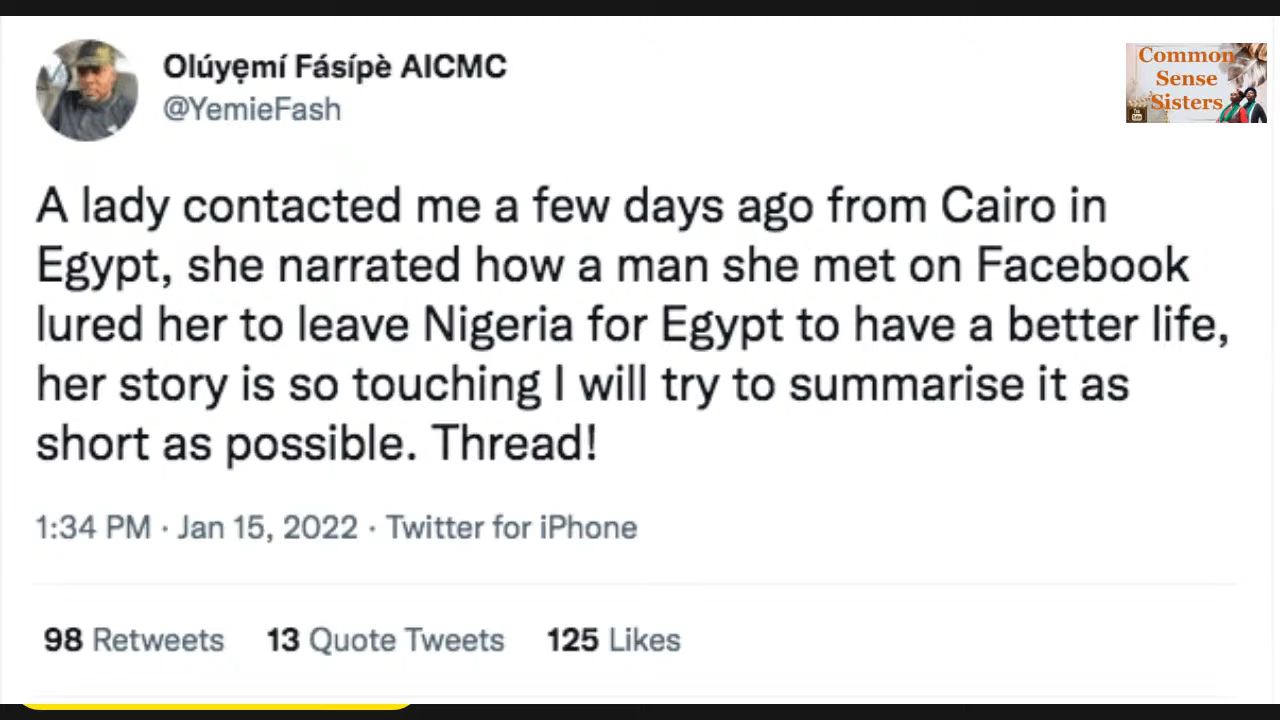 Olúyẹmí Fásípè AICMC
@YemieFash
Common
Sense
Sisters
A lady contacted me a few days ago from Cairo in
Egypt, she narrated how a man she met on Facebook
lured her to leave Nigeria for Egypt to have a better life,
her story is so touching I will try to summarise it as
short as possible. Thread!
1:34 PM · Jan 15, 2022 · Twitter for iPhone
98 Retweets 13 Quote Tweets 125 Likes